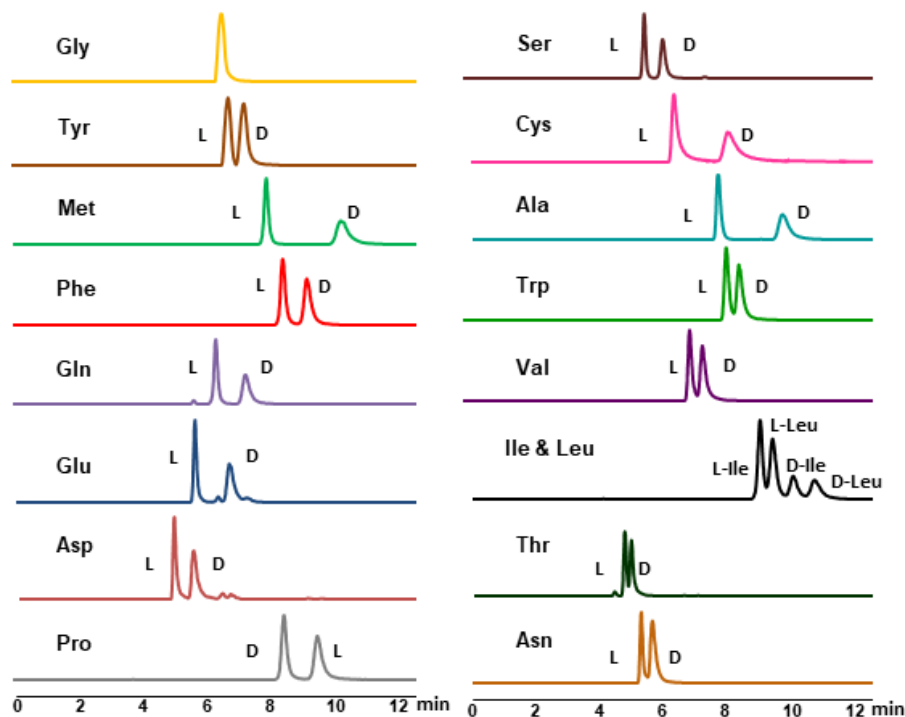 Gly
Tyr
L
D
Met
L
D
Phe
L
D
Gln
L
D
Glu
L
D
Asp
L
D
Pro
D
L
0 2 4 6 8 10 12 min
Ser
L
D
Cys
L
D
Ala
L
D
Trp
L
D
Val
L
D
Ile & Leu
L-Leu
L-Ile
D-Ile
D-Leu
Thr
L
D
Asn
L
D
0 2 4 6 8 10 12 min